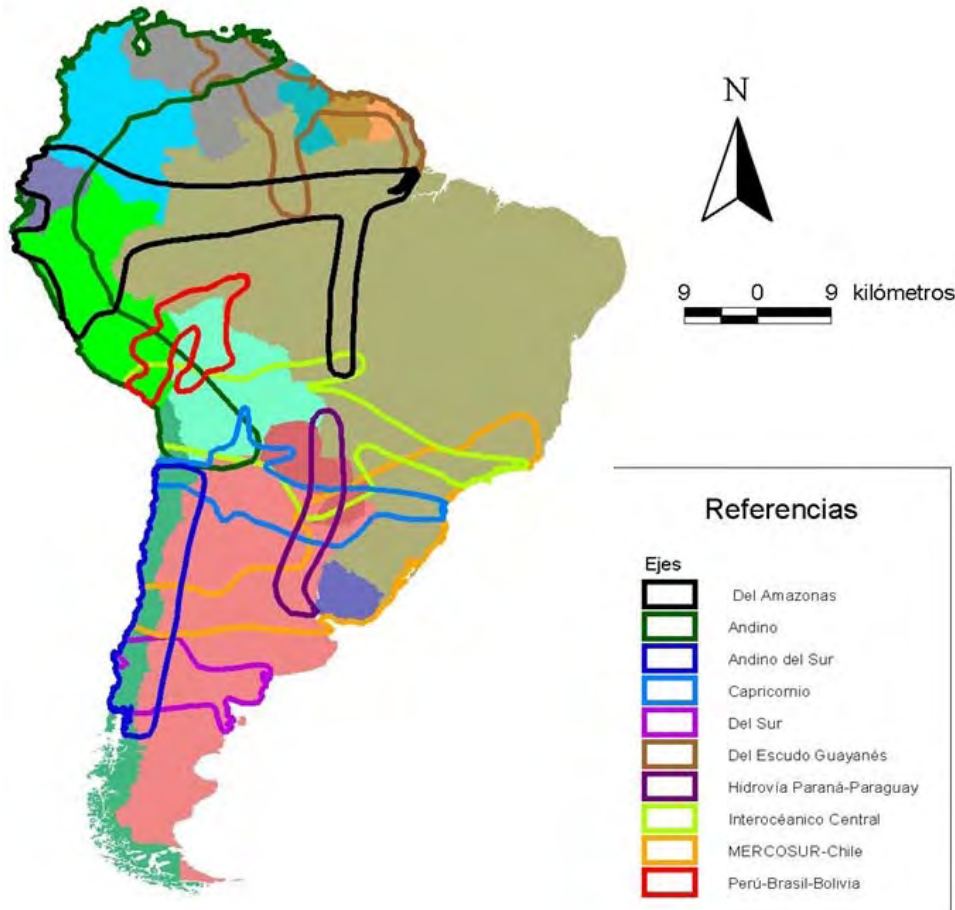 N
9 0 9 kilómetros
Referencias
Ejes
Del Amazonas
Andino
Andino del Sur
Capricornio
Del Sur
Del Escudo Guayanés
Hidrovía Paraná-Paraguay
Interocéanico Central
MERCOSUR-Chile
Perú-Brasil-Bolivia